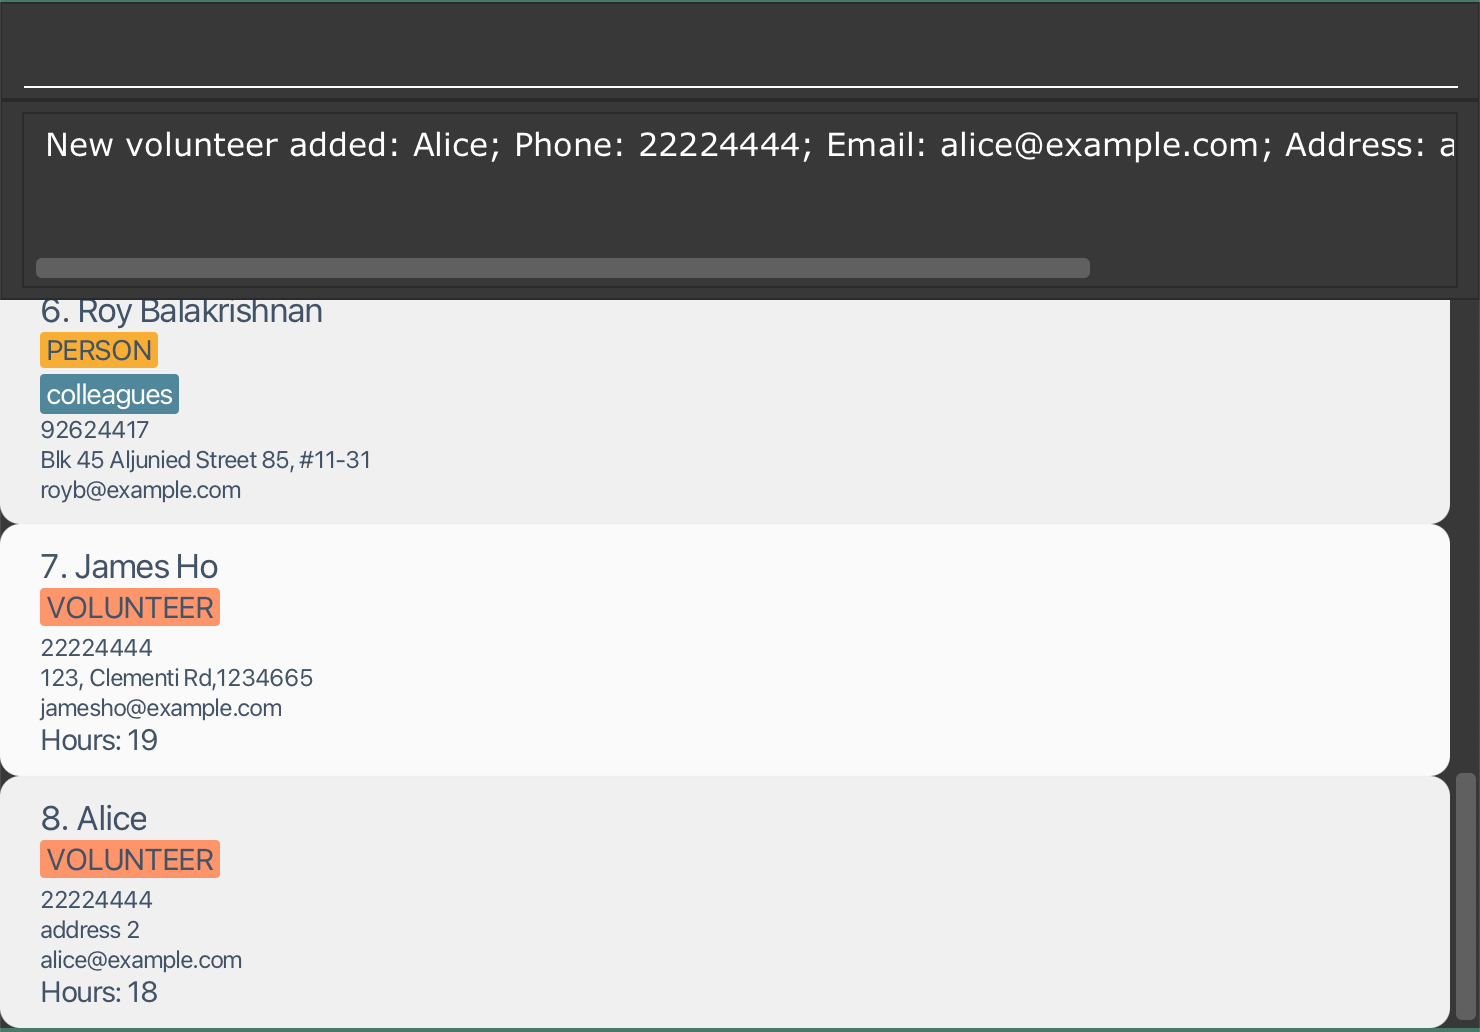 New volunteer added: Alice; Phone: 22224444; Email: alice@example.com; Address: a
6. Roy Balakrishnan
PERSON
colleagues
92624417
Blk 45 Aljunied Street 85, #11-31
royb@example.com
7. James Ho
VOLUNTEER
22224444
123, Clementi Rd,1234665
jamesho@example.com
Hours: 19
8. Alice
VOLUNTEER
22224444
address 2
alice@example.com
Hours: 18